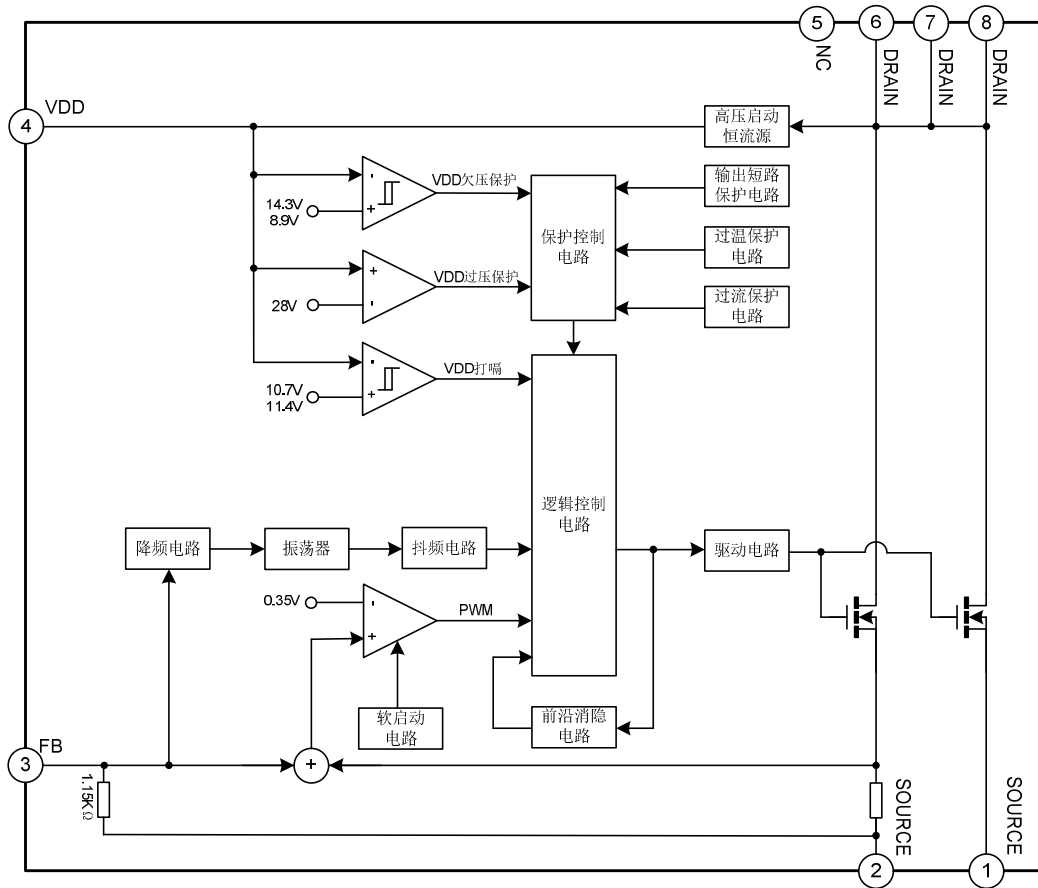 5
6
7
8
NC
DRAIN
DRAIN
DRAIN
4
VDD
高压启动
恒流源
-
14.3V
8.9V
+
VDD欠压保护
保护控制
电路
输出短路
保护电路
过温保护
电路
+
28V
-
VDD过压保护
过流保护
电路
-
10.7V
11.4V
+
VDD打嗝
逻辑控制
电路
降频电路
振荡器
抖频电路
驱动电路
0.35V
-
+
PWM
软启动
电路
前沿消隐
电路
3
FB
+
1.15KΩ
SOURCE
SOURCE
2
1